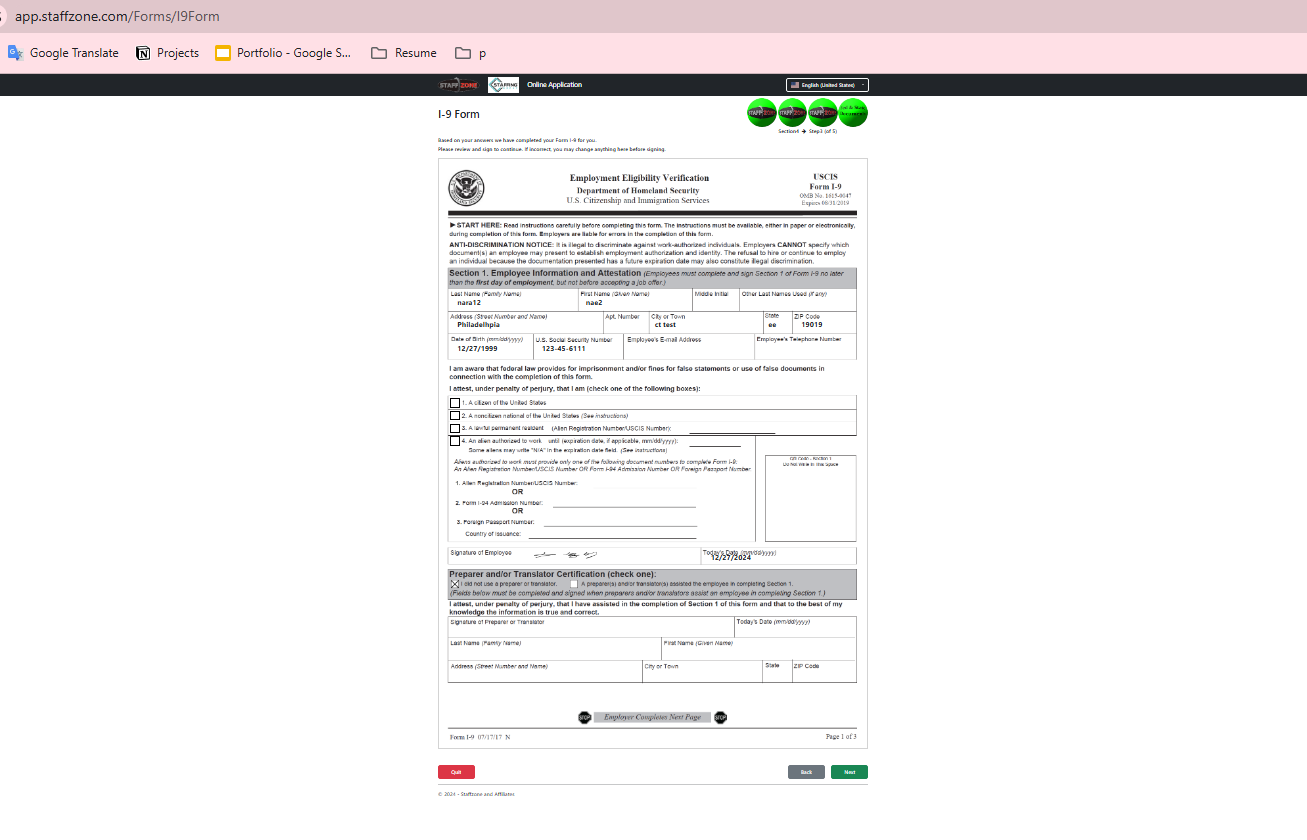 app.staffzone.com/Forms/I9Form
Google Translate Projects Portfolio - Google S... Resume p
STAFF ZONE STAFFING Online Application English (United States)
I-9 Form
Section4 → Step3 (of 5)
Based on your answers we have completed your Form I-9 for you.
Please review and sign to continue. If incorrect, you may change anything here before signing.
Employment Eligibility Verification
Department of Homeland Security
U.S. Citizenship and Immigration Services
USCIS
Form I-9
OMB No. 1615-0047
Expires 08/31/2019
►START HERE: Read instructions carefully before completing this form. The instructions must be available, either in paper or electronically,
during completion of this form. Employers are liable for errors in the completion of this form.
ANTI-DISCRIMINATION NOTICE: It is illegal to discriminate against work-authorized individuals. Employers CANNOT specify which
document(s) an employee may present to establish employment authorization and identity. The refusal to hire or continue to employ
an individual because the documentation presented has a future expiration date may also constitute illegal discrimination.
Section 1. Employee Information and Attestation (Employees must complete and sign Section 1 of Form I-9 no later
than the first day of employment, but not before accepting a job offer.)
Last Name (Family Name) First Name (Given Name) Middle Initial Other Last Names Used (if any)
nara12 nae2
Address (Street Number and Name) Apt. Number City or Town State ZIP Code
Philadelhpia ct test ee 19019
Date of Birth (mm/dd/yyyy) U.S. Social Security Number Employee's E-mail Address Employee's Telephone Number
12/27/1999 123-45-6111
I am aware that federal law provides for imprisonment and/or fines for false statements or use of false documents in
connection with the completion of this form.
I attest, under penalty of perjury, that I am (check one of the following boxes):
1. A citizen of the United States
2. A noncitizen national of the United States (See instructions)
3. A lawful permanent resident (Alien Registration Number/USCIS Number):
4. An alien authorized to work until (expiration date, if applicable, mm/dd/yyyy):
Some aliens may write "N/A" in the expiration date field. (See instructions)
Aliens authorized to work must provide only one of the following document numbers to complete Form I-9:
An Alien Registration Number/USCIS Number OR Form I-94 Admission Number OR Foreign Passport Number.
QR Code - Section 1
Do Not Write In This Space
1. Alien Registration Number/USCIS Number:
OR
2. Form I-94 Admission Number:
OR
3. Foreign Passport Number:
Country of Issuance:
Signature of Employee Today's Date (mm/dd/yyyy)
12/27/2024
Preparer and/or Translator Certification (check one):
I did not use a preparer or translator. A preparer(s) and/or translator(s) assisted the employee in completing Section 1.
(Fields below must be completed and signed when preparers and/or translators assist an employee in completing Section 1.)
I attest, under penalty of perjury, that I have assisted in the completion of Section 1 of this form and that to the best of my
knowledge the information is true and correct.
Signature of Preparer or Translator Today's Date (mm/dd/yyyy)
Last Name (Family Name) First Name (Given Name)
Address (Street Number and Name) City or Town State ZIP Code
STOP Employer Completes Next Page STOP
Form I-9 07/17/17 N Page 1 of 3
Quit Back Next
© 2024 - Staffzone and Affiliates